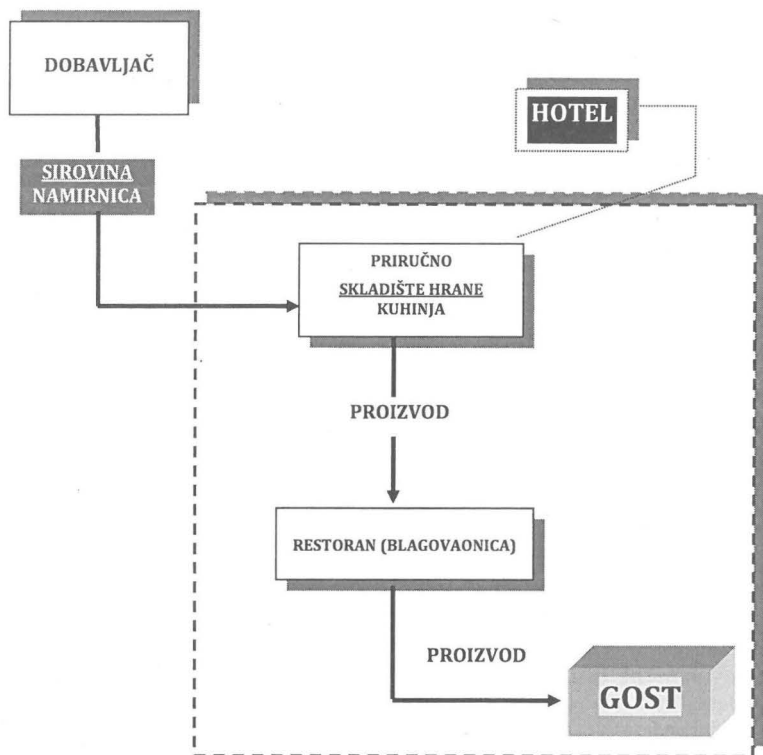 DOBAVLJAČ
HOTEL
SIROVINA
NAMIRNICA
PRIRUČNO
SKLADIŠTE HRANE
KUHINJA
PROIZVOD
RESTORAN (BLAGOVAONICA)
PROIZVOD
GOST